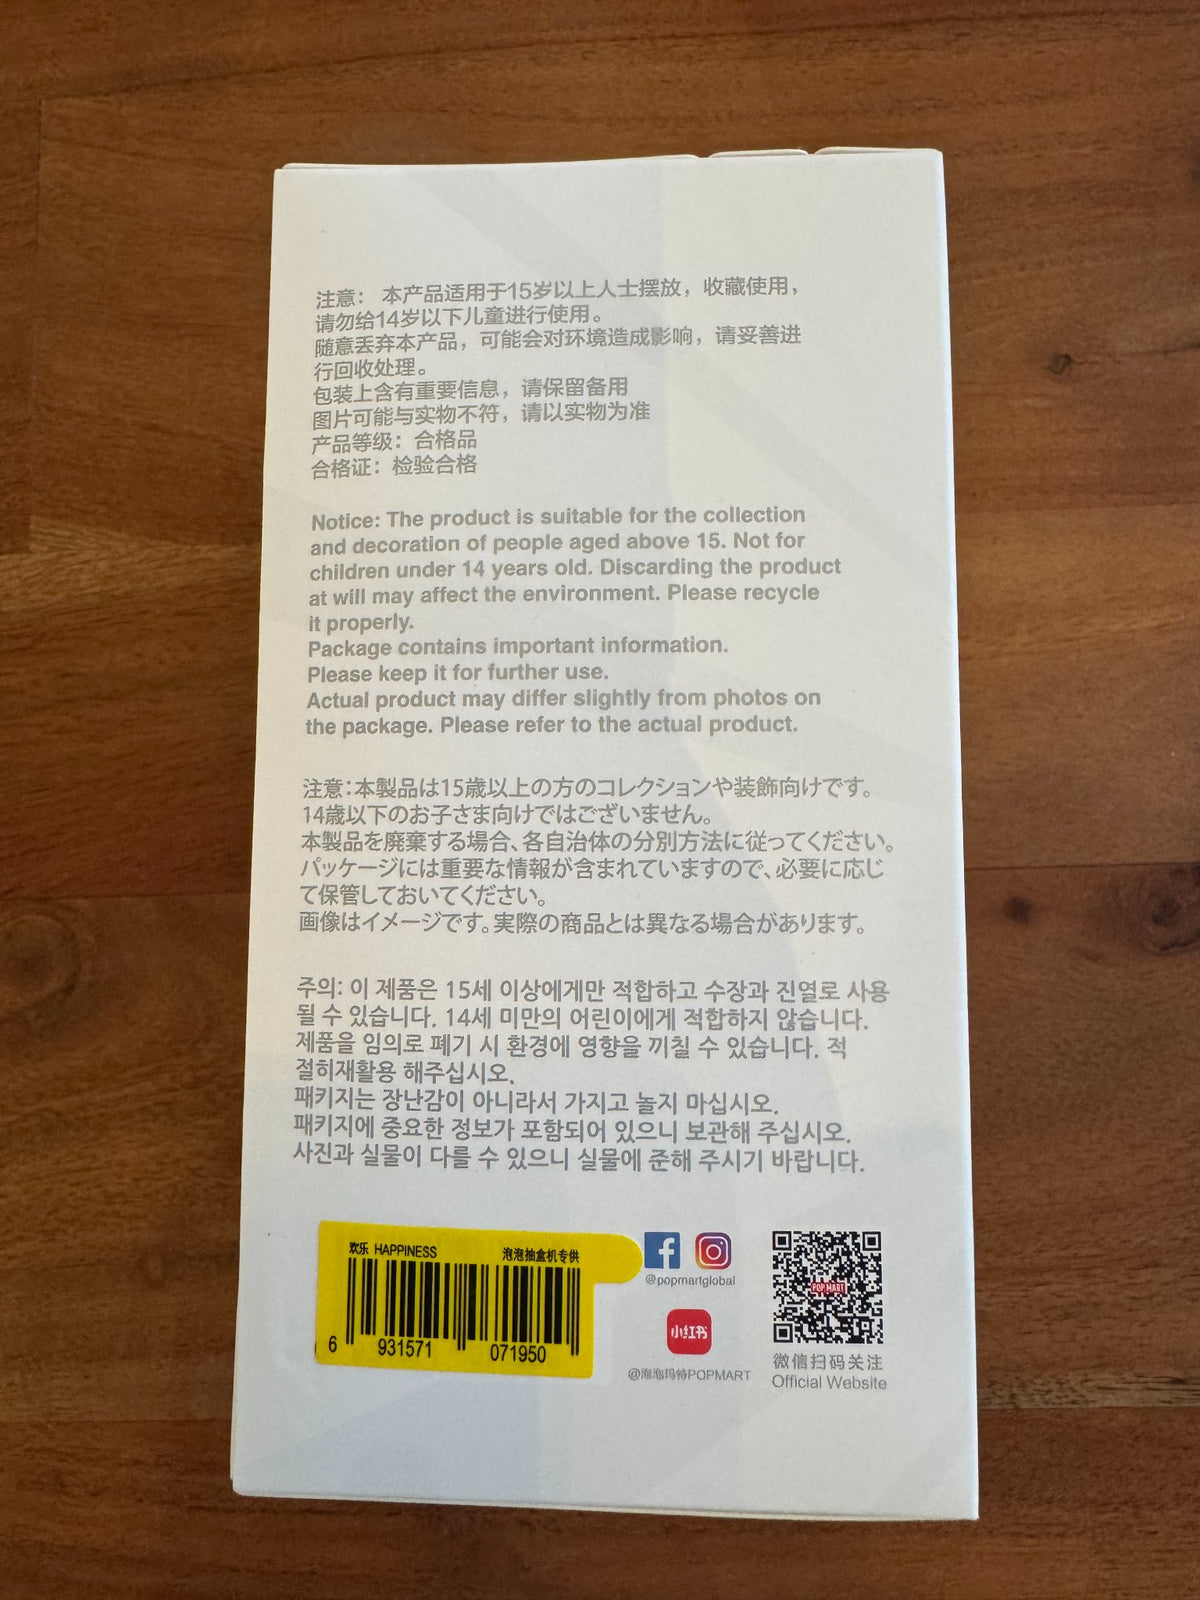 注意： 本产品适用于15岁以上人士摆放，收藏使用，
请勿给14岁以下儿童进行使用。
随意丢弃本产品，可能会对环境造成影响，请妥善进
行回收处理。
包装上含有重要信息，请保留备用
图片可能与实物不符，请以实物为准
产品等级：合格品
合格证：检验合格
Notice: The product is suitable for the collection
and decoration of people aged above 15. Not for
children under 14 years old. Discarding the product
at will may affect the environment. Please recycle
it properly.
Package contains important information.
Please keep it for further use.
Actual product may differ slightly from photos on
the package. Please refer to the actual product.
注意：本製品は15歳以上の方のコレクションや装飾向けです。
14歳以下のお子さま向けではございません。
本製品を廃棄する場合、各自治体の分別方法に従ってください。
パッケージには重要な情報が含まれていますので、必要に応じ
て保管しておいてください。
画像はイメージです。実際の商品とは異なる場合があります。
주의: 이 제품은 15세 이상에게만 적합하고 수장과 진열로 사용
될 수 있습니다. 14세 미만의 어린이에게 적합하지 않습니다.
제품을 임의로 폐기 시 환경에 영향을 끼칠 수 있습니다. 적
절히재활용 해주십시오.
패키지는 장난감이 아니라서 가지고 놀지 마십시오.
패키지에 중요한 정보가 포함되어 있으니 보관해 주십시오.
사진과 실물이 다를 수 있으니 실물에 준해 주시기 바랍니다.
欢乐 HAPPINESS 泡泡抽盒机专供
6 931571 071950
@popmartglobal
小红书
@泡泡玛特POPMART
POP MART
微信扫码关注
Official Website